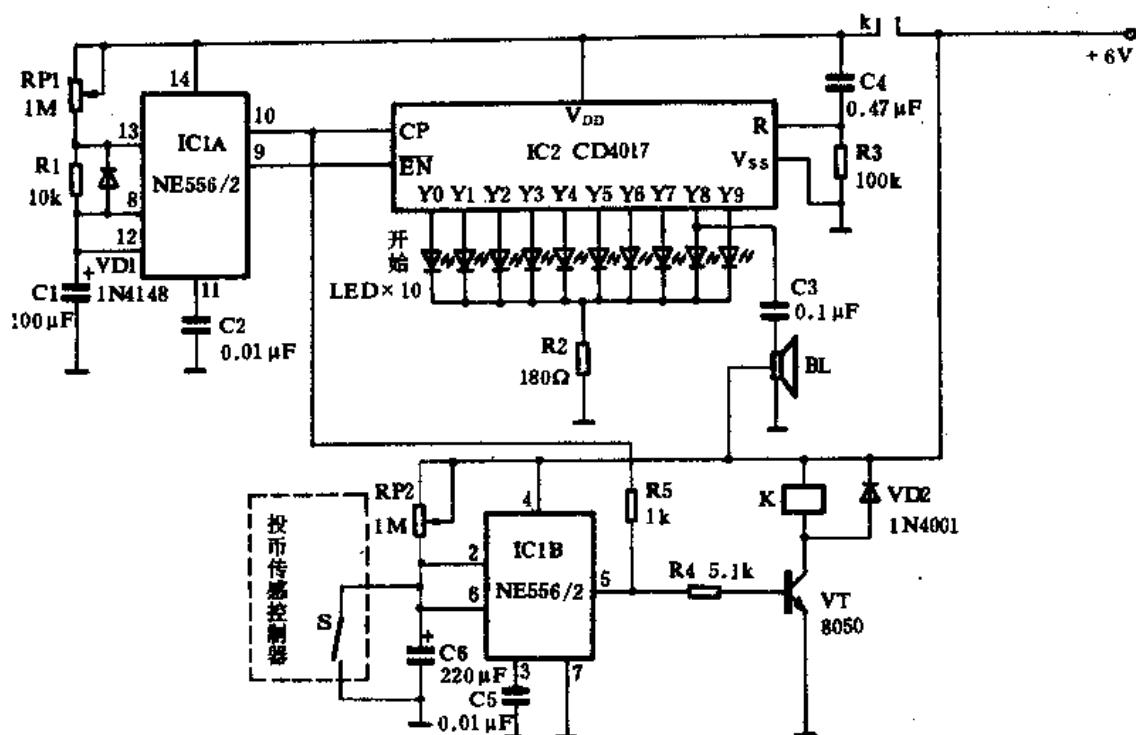 k
+6V
RP1
1M
14
C4
0.47μF
IC1A
NE556/2
13
10
9
8
12
11
R1
10k
VD1
1N4148
C1
100μF
C2
0.01μF
VDD
CP
EN
IC2 CD4017
R
VSS
R3
100k
Y0 Y1 Y2 Y3 Y4 Y5 Y6 Y7 Y8 Y9
开始
LED×10
R2
180Ω
C3
0.1μF
BL
RP2
1M
4
R5
1k
K
VD2
1N4001
投币传感控制器
S
2
6
IC1B
NE556/2
5
R4 5.1k
VT
8050
C6
220μF
3
7
C5
0.01μF